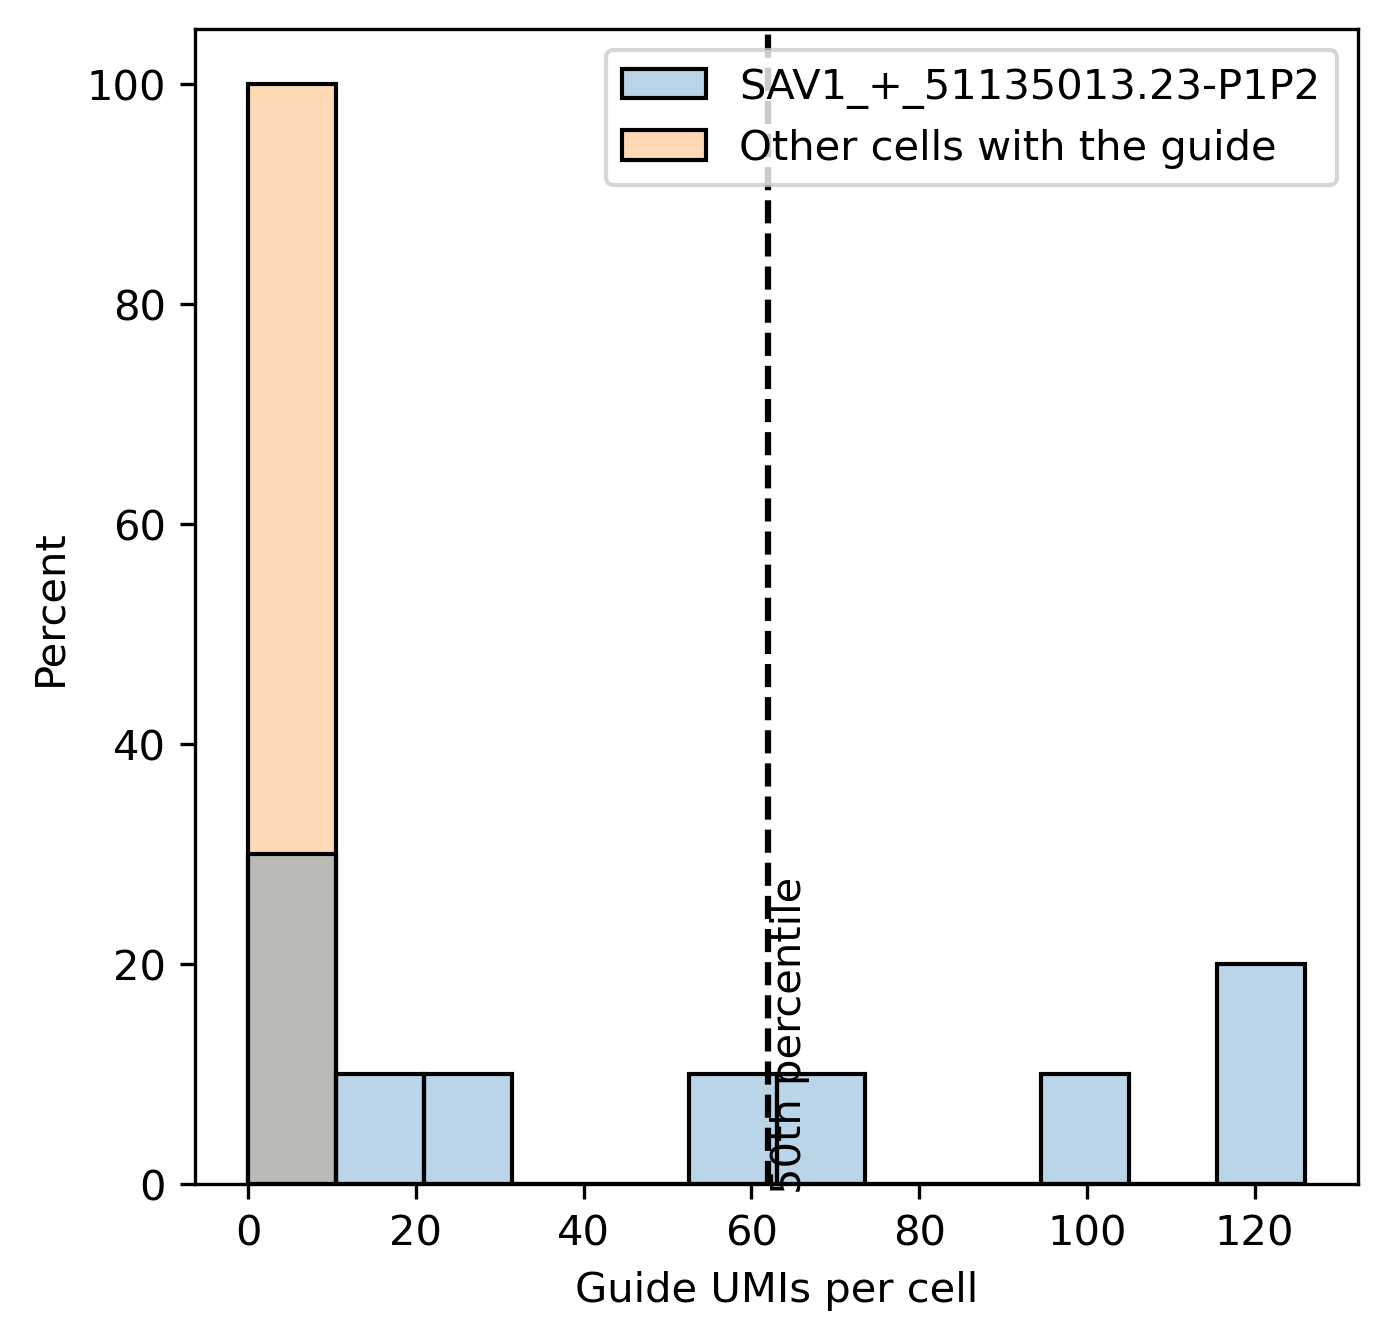 SAV1_+_51135013.23-P1P2
Other cells with the guide
100
80
60
40
20
0
Percent
50th percentile
0 20 40 60 80 100 120
Guide UMIs per cell